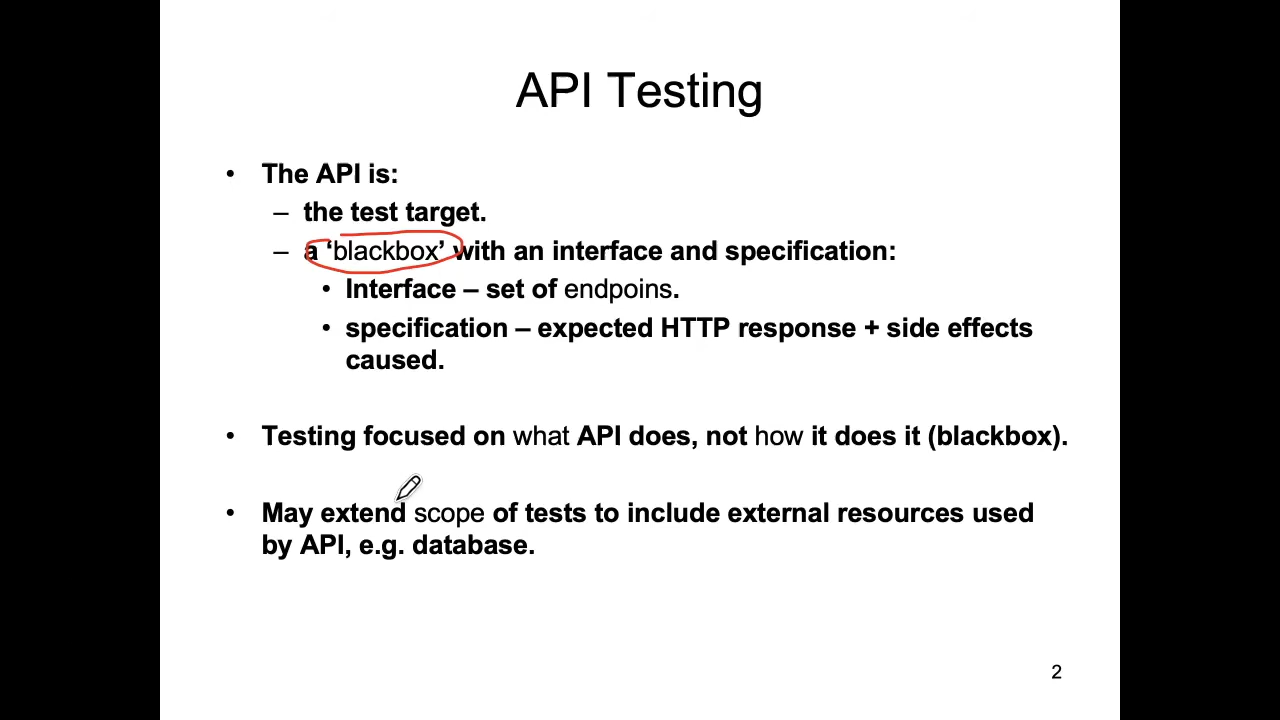 API Testing
• The API is:
– the test target.
– a ‘blackbox’ with an interface and specification:
• Interface – set of endpoins.
• specification – expected HTTP response + side effects
caused.
• Testing focused on what API does, not how it does it (blackbox).
• May extend scope of tests to include external resources used
by API, e.g. database.
2